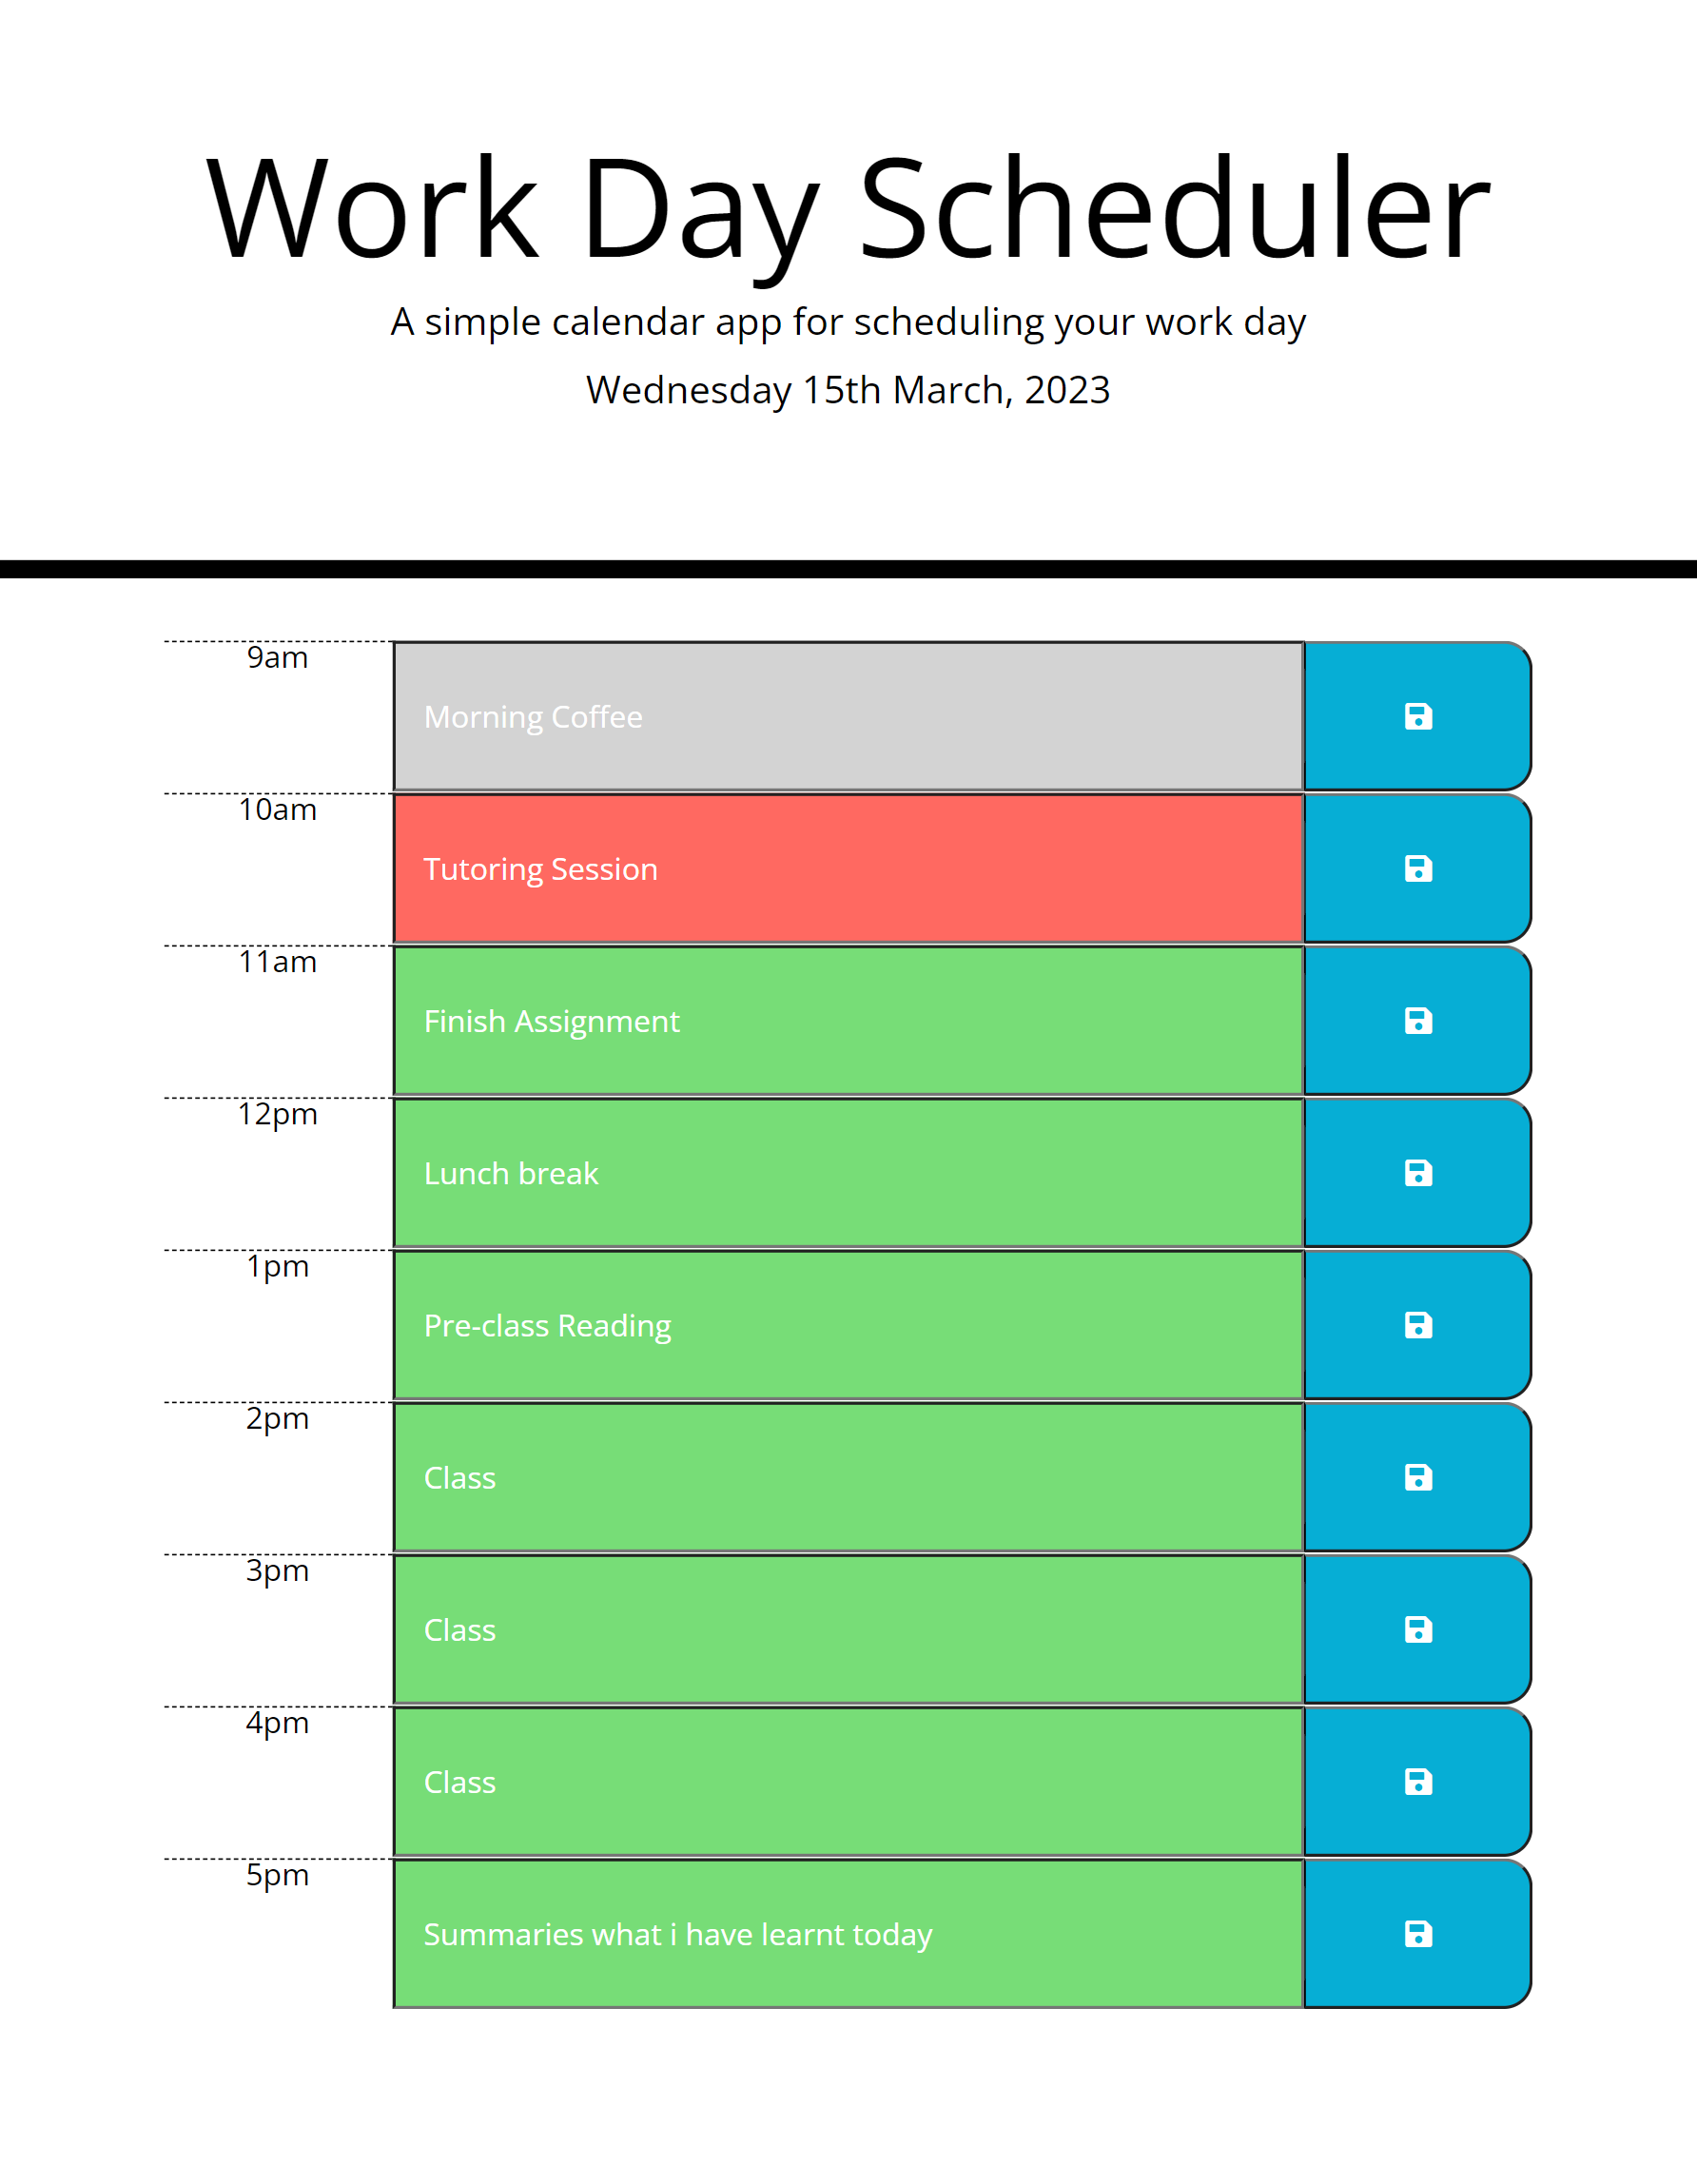 Work Day Scheduler
A simple calendar app for scheduling your work day
Wednesday 15th March, 2023
9am
Morning Coffee
10am
Tutoring Session
11am
Finish Assignment
12pm
Lunch break
1pm
Pre-class Reading
2pm
Class
3pm
Class
4pm
Class
5pm
Summaries what i have learnt today